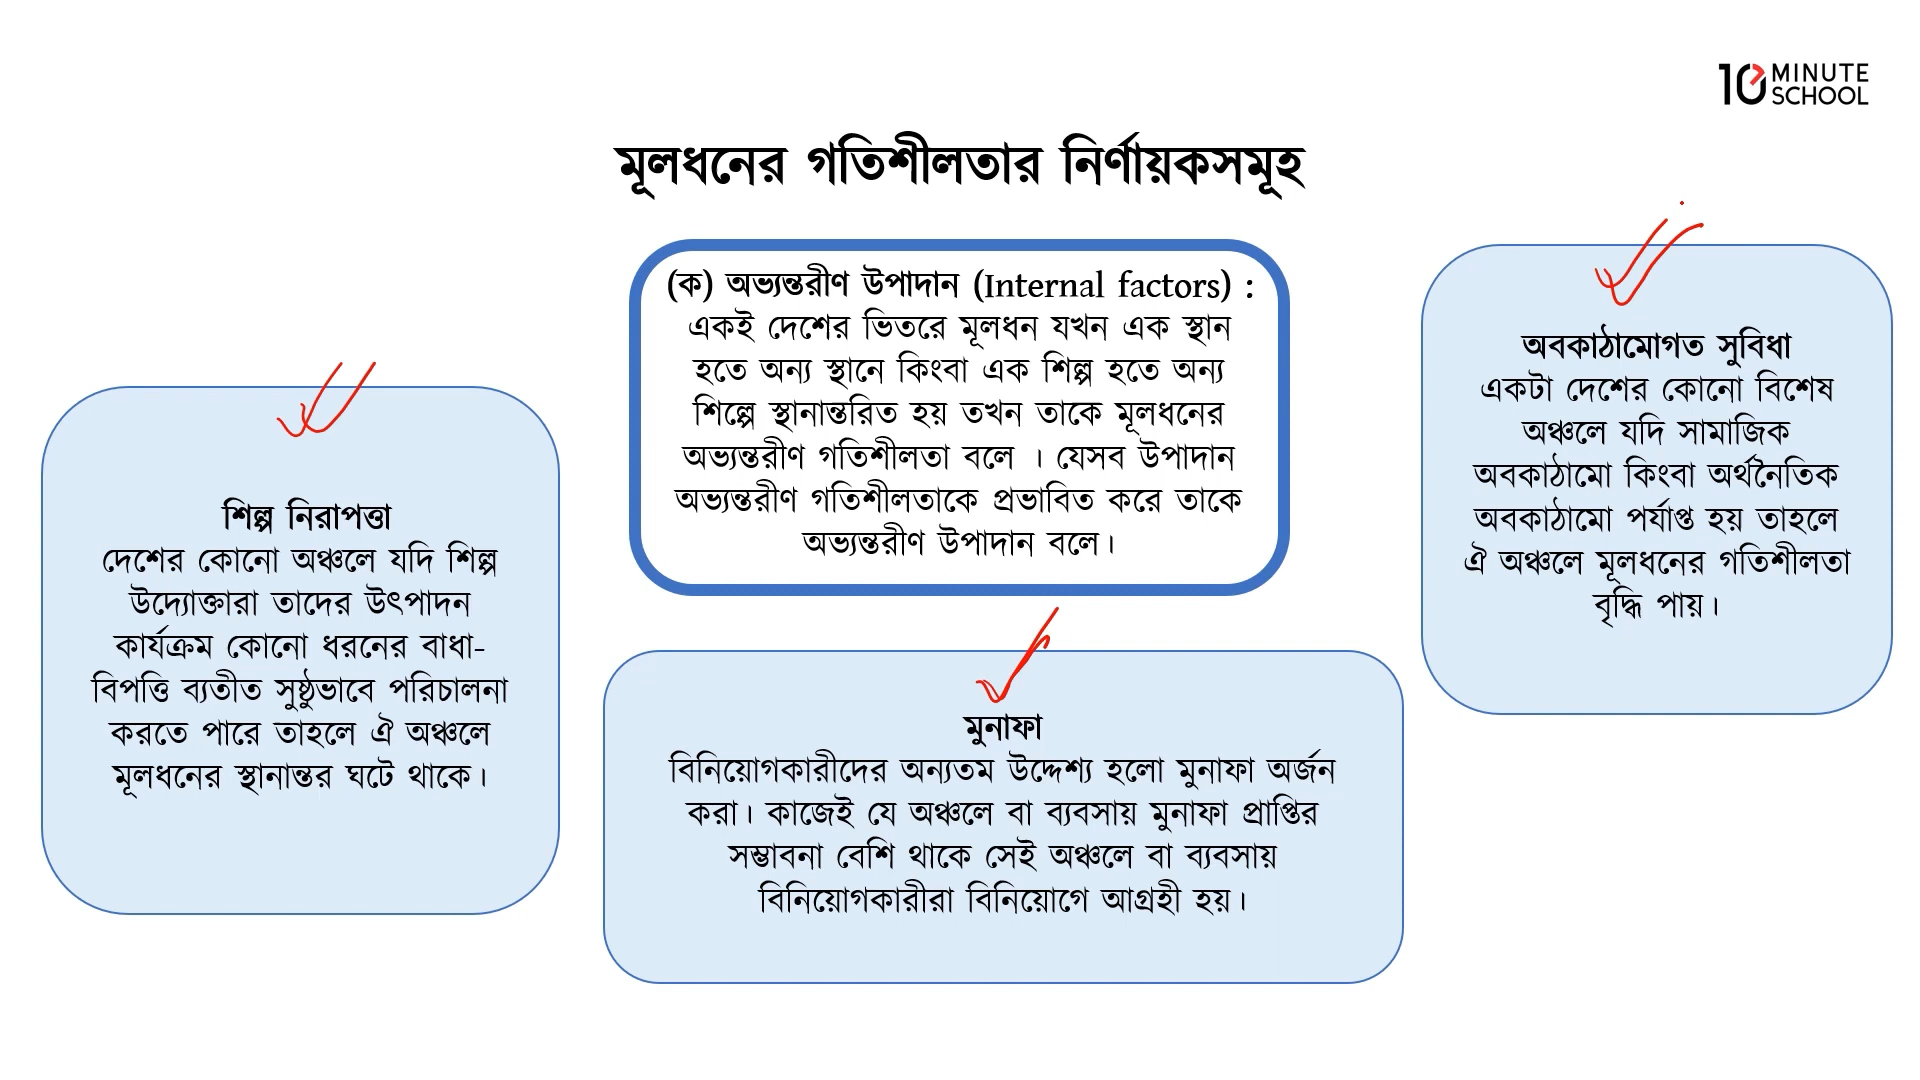 10 MINUTE
SCHOOL
মূলধনের গতিশীলতার নির্ণায়কসমূহ
(ক) অভ্যন্তরীণ উপাদান (Internal factors) :
একই দেশের ভিতরে মূলধন যখন এক স্থান
হতে অন্য স্থানে কিংবা এক শিল্প হতে অন্য
শিল্পে স্থানান্তরিত হয় তখন তাকে মূলধনের
অভ্যন্তরীণ গতিশীলতা বলে । যেসব উপাদান
অভ্যন্তরীণ গতিশীলতাকে প্রভাবিত করে তাকে
অভ্যন্তরীণ উপাদান বলে।
শিল্প নিরাপত্তা
দেশের কোনো অঞ্চলে যদি শিল্প
উদ্যোক্তারা তাদের উৎপাদন
কার্যক্রম কোনো ধরনের বাধা-
বিপত্তি ব্যতীত সুষ্ঠুভাবে পরিচালনা
করতে পারে তাহলে ঐ অঞ্চলে
মূলধনের স্থানান্তর ঘটে থাকে।
মুনাফা
বিনিয়োগকারীদের অন্যতম উদ্দেশ্য হলো মুনাফা অর্জন
করা। কাজেই যে অঞ্চলে বা ব্যবসায় মুনাফা প্রাপ্তির
সম্ভাবনা বেশি থাকে সেই অঞ্চলে বা ব্যবসায়
বিনিয়োগকারীরা বিনিয়োগে আগ্রহী হয়।
অবকাঠামোগত সুবিধা
একটা দেশের কোনো বিশেষ
অঞ্চলে যদি সামাজিক
অবকাঠামো কিংবা অর্থনৈতিক
অবকাঠামো পর্যাপ্ত হয় তাহলে
ঐ অঞ্চলে মূলধনের গতিশীলতা
বৃদ্ধি পায়।